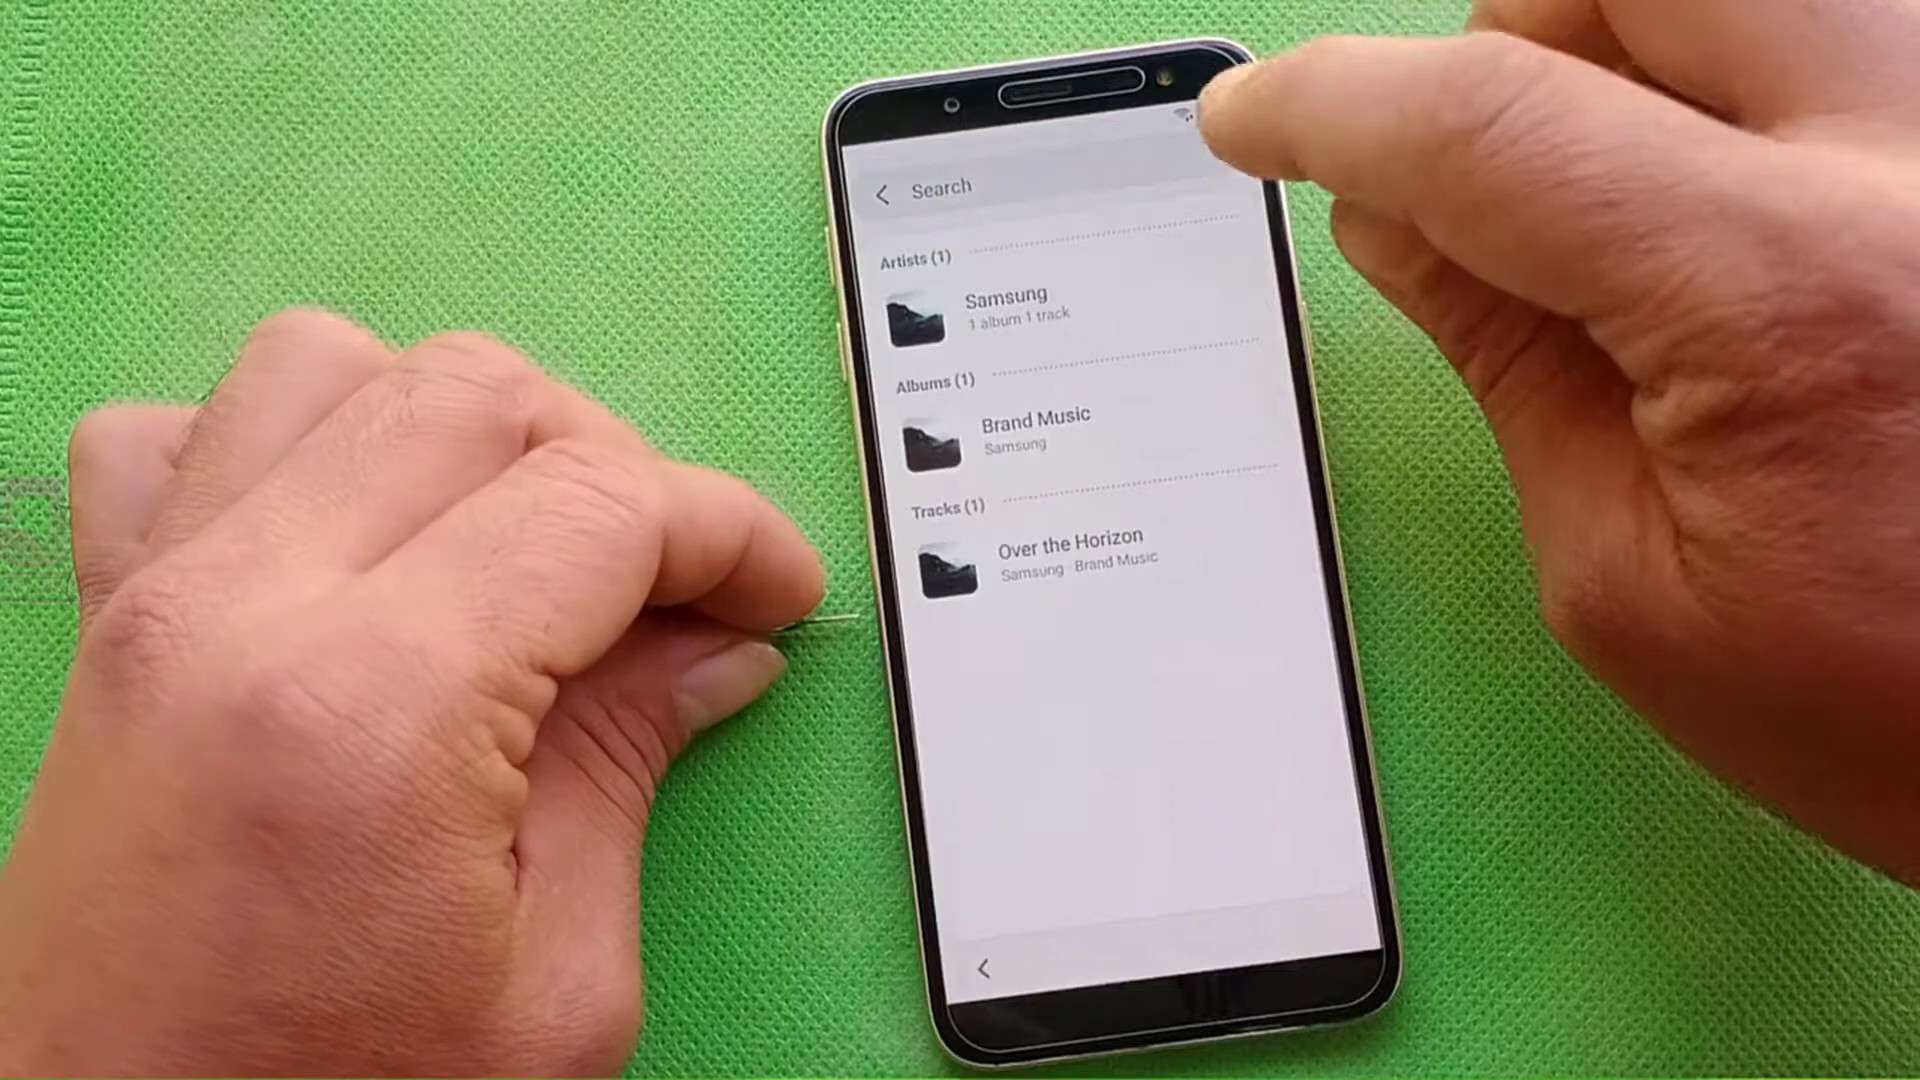 Search
Artists (1)
Samsung
1 album 1 track
Albums (1)
Brand Music
Samsung
Tracks (1)
Over the Horizon
Samsung Brand Music